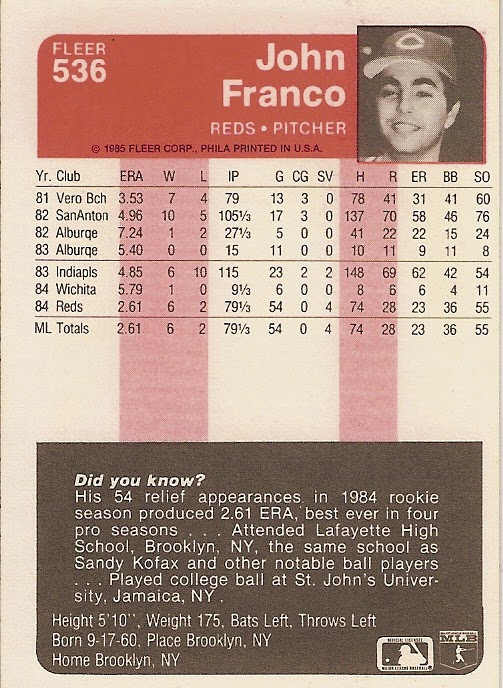 FLEER
536
John
Franco
REDS • PITCHER
© 1985 FLEER CORP., PHILA PRINTED IN U.S.A.
Yr. Club ERA W L IP G CG SV H R ER BB SO
81 Vero Bch 3.53 7 4 79 13 3 0 78 41 31 41 60
82 SanAnton 4.96 10 5 105⅓ 17 3 0 137 70 58 46 76
82 Alburqe 7.24 1 2 27⅓ 5 0 0 41 22 22 15 24
83 Alburqe 5.40 0 0 15 11 0 0 10 11 9 11 8
83 Indiapls 4.85 6 10 115 23 2 2 148 69 62 42 54
84 Wichita 5.79 1 0 9⅓ 6 0 0 8 6 6 4 11
84 Reds 2.61 6 2 79⅓ 54 0 4 74 28 23 36 55
ML Totals 2.61 6 2 79⅓ 54 0 4 74 28 23 36 55
Did you know?
His 54 relief appearances in 1984 rookie
season produced 2.61 ERA, best ever in four
pro seasons . . . Attended Lafayette High
School, Brooklyn, NY, the same school as
Sandy Kofax and other notable ball players
. . . Played college ball at St. John's Univer-
sity, Jamaica, NY .
Height 5'10'', Weight 175, Bats Left, Throws Left
Born 9-17-60, Place Brooklyn, NY
Home Brooklyn, NY
OFFICIAL LICENSEE
MAJOR LEAGUE BASEBALL